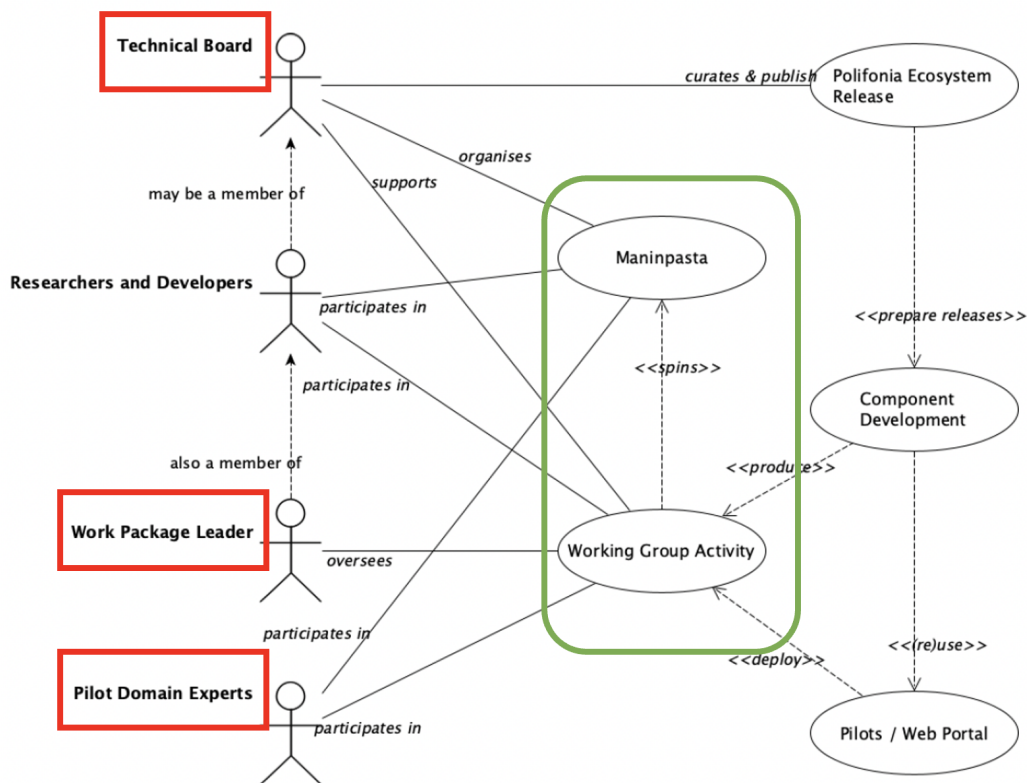 Technical Board
curates & publish
Polifonia Ecosystem
Release
organises
supports
may be a member of
Maninpasta
Researchers and Developers
participates in
<<prepare releases>>
<<spins>>
participates in
Component
Development
also a member of
<<produce>>
Work Package Leader
Working Group Activity
oversees
participates in
<<(re)use>>
<<deploy>>
Pilot Domain Experts
participates in
Pilots / Web Portal